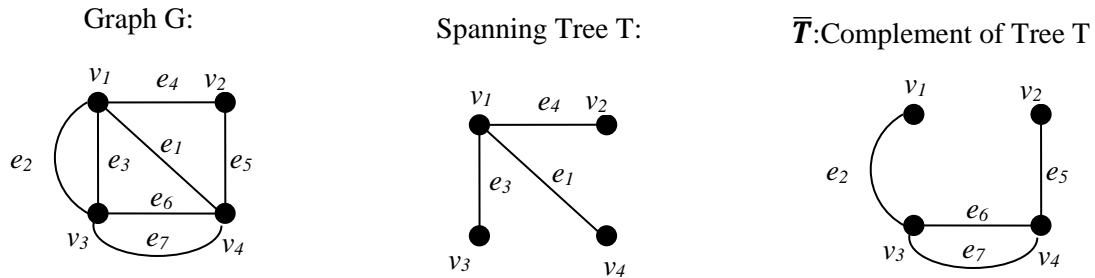 Graph G:
Spanning Tree T:
T̅:Complement of Tree T
v1 e4 v2
e2 e3 e1 e5
e6
v3 e7 v4
v1 e4 v2
e3 e1
v3 v4
v1 v2
e2 e5
e6
v3 e7 v4